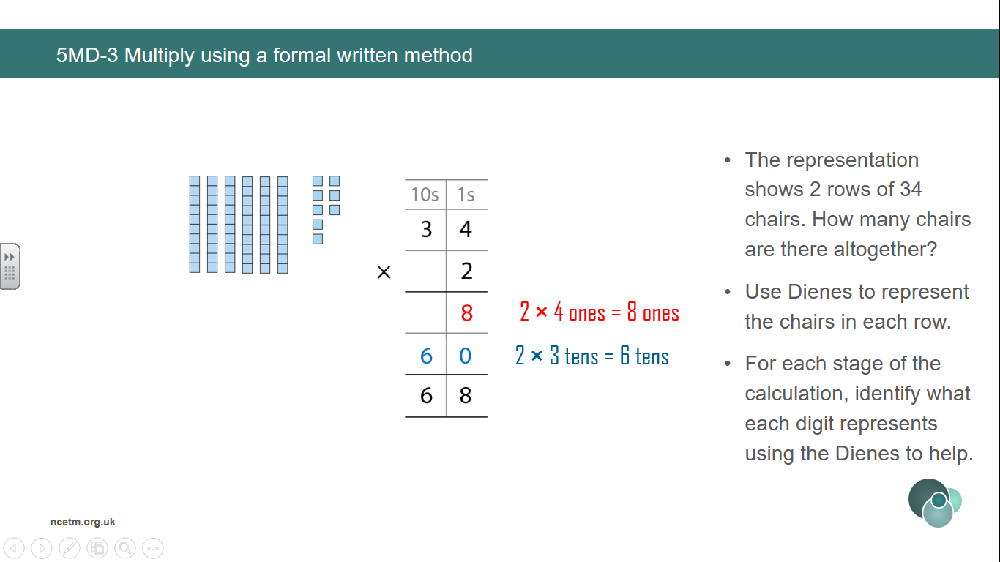 5MD-3 Multiply using a formal written method
10s 1s
3 4
× 2
8 2 × 4 ones = 8 ones
6 0 2 × 3 tens = 6 tens
6 8
• The representation
shows 2 rows of 34
chairs. How many chairs
are there altogether?
• Use Dienes to represent
the chairs in each row.
• For each stage of the
calculation, identify what
each digit represents
using the Dienes to help.
ncetm.org.uk